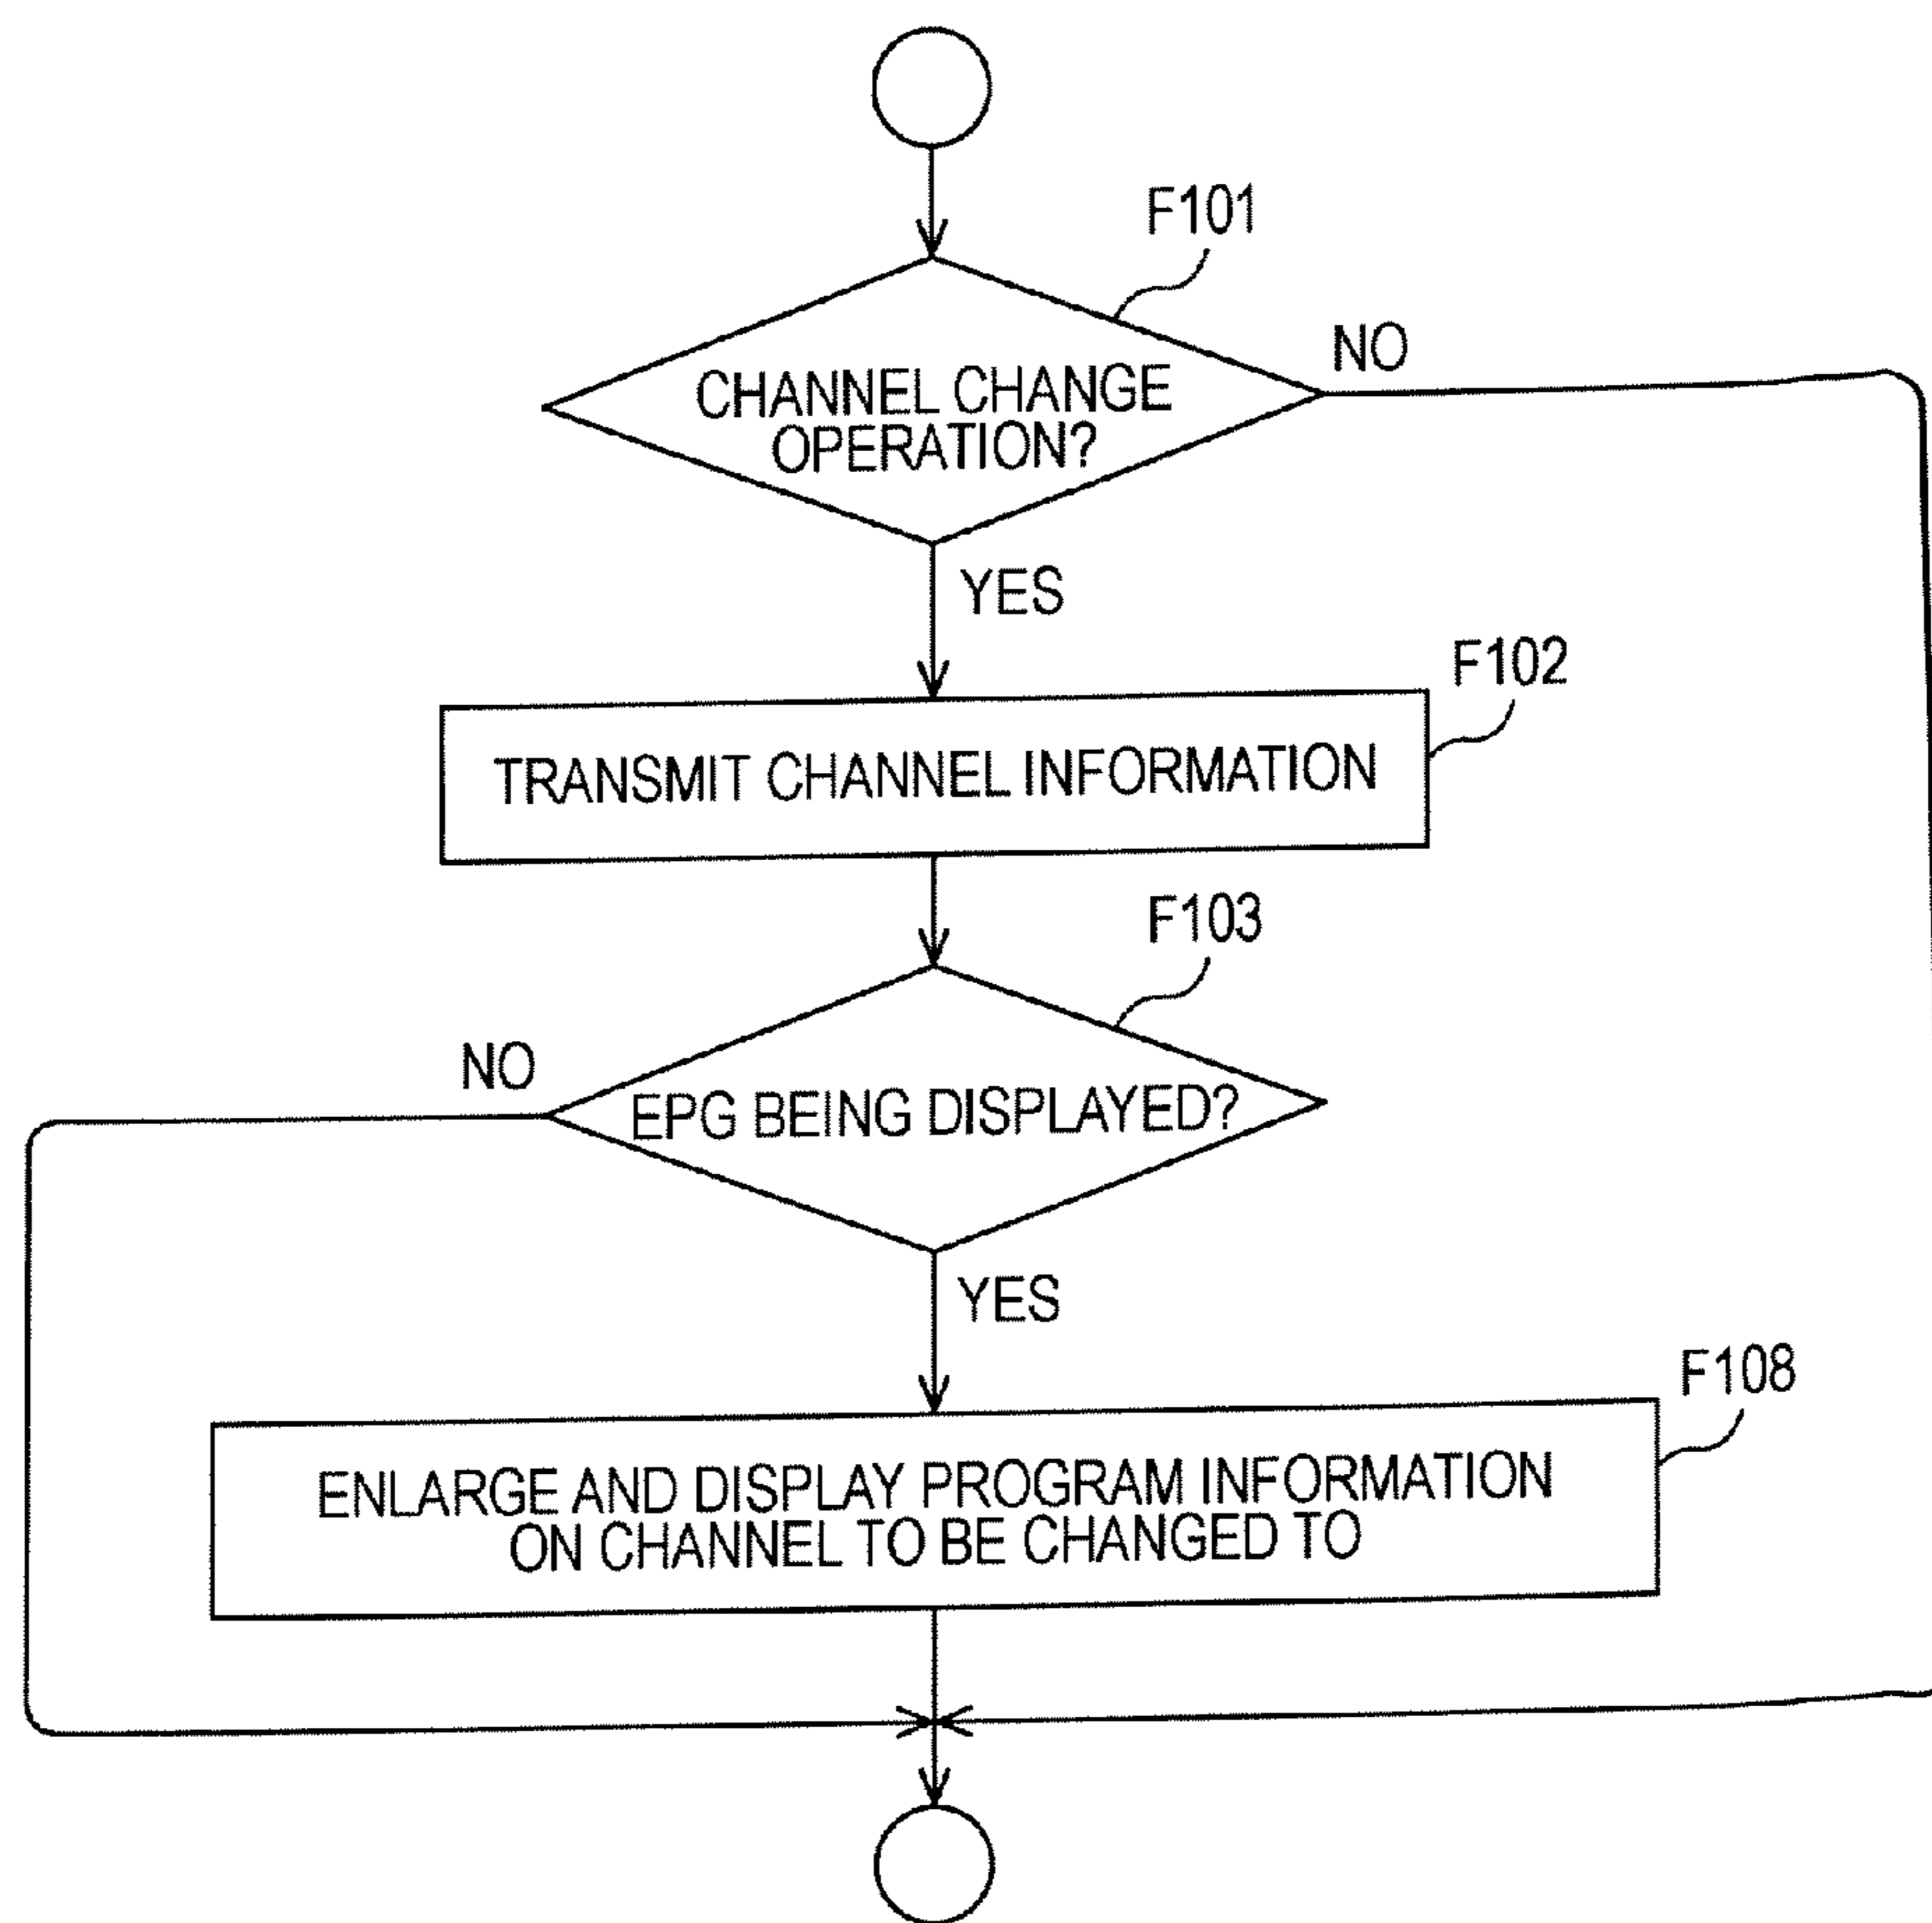 F101
CHANNEL CHANGE
OPERATION?
NO
YES
F102
TRANSMIT CHANNEL INFORMATION
F103
NO
EPG BEING DISPLAYED?
YES
F108
ENLARGE AND DISPLAY PROGRAM INFORMATION
ON CHANNEL TO BE CHANGED TO